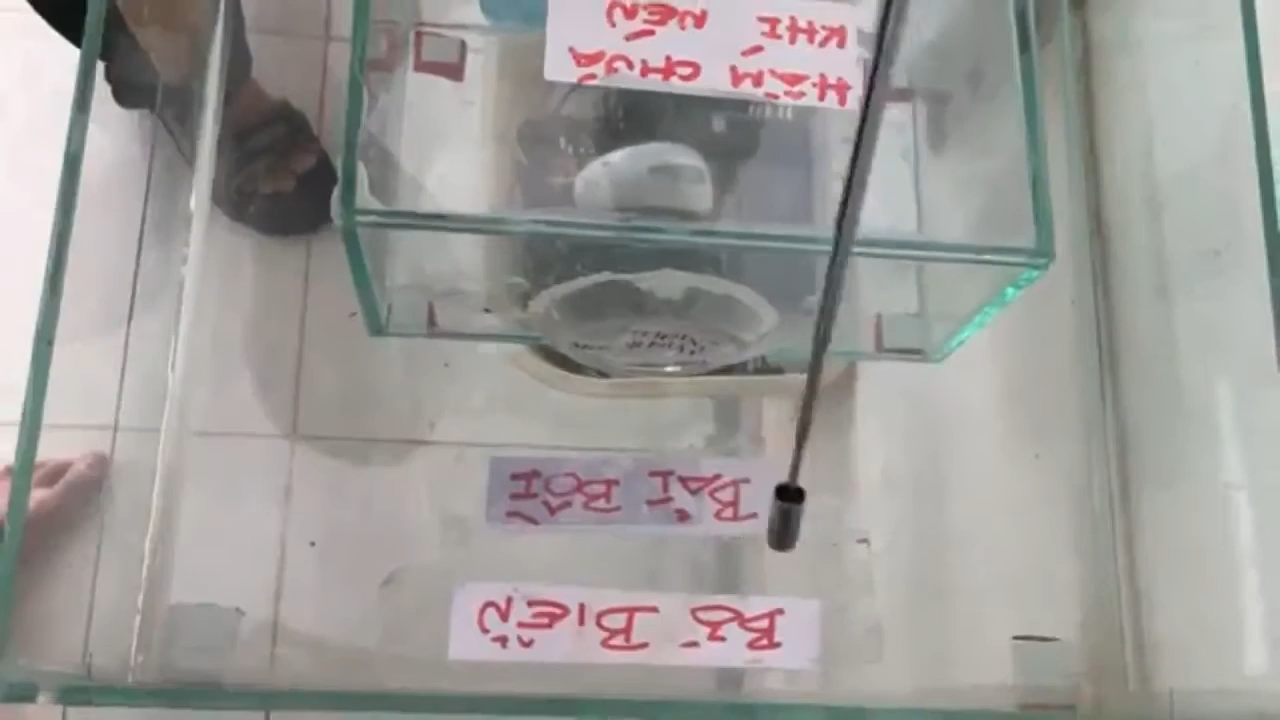 BỜ BIỂN
BÃI BỒI
HẦM CHỨA
KHÍ NÉN